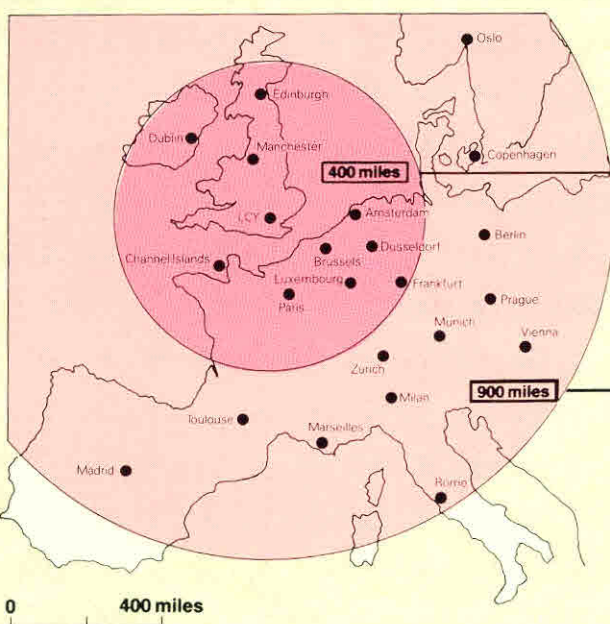 Oslo
Edinburgh
Dublin
Manchester
Copenhagen
400 miles
LCY
Amsterdam
Berlin
Channel Islands
Brussels
Dusseldorf
Luxembourg
Frankfurt
Paris
Prague
Munich
Vienna
Zurich
900 miles
Milan
Toulouse
Marseilles
Madrid
Rome
0 400 miles